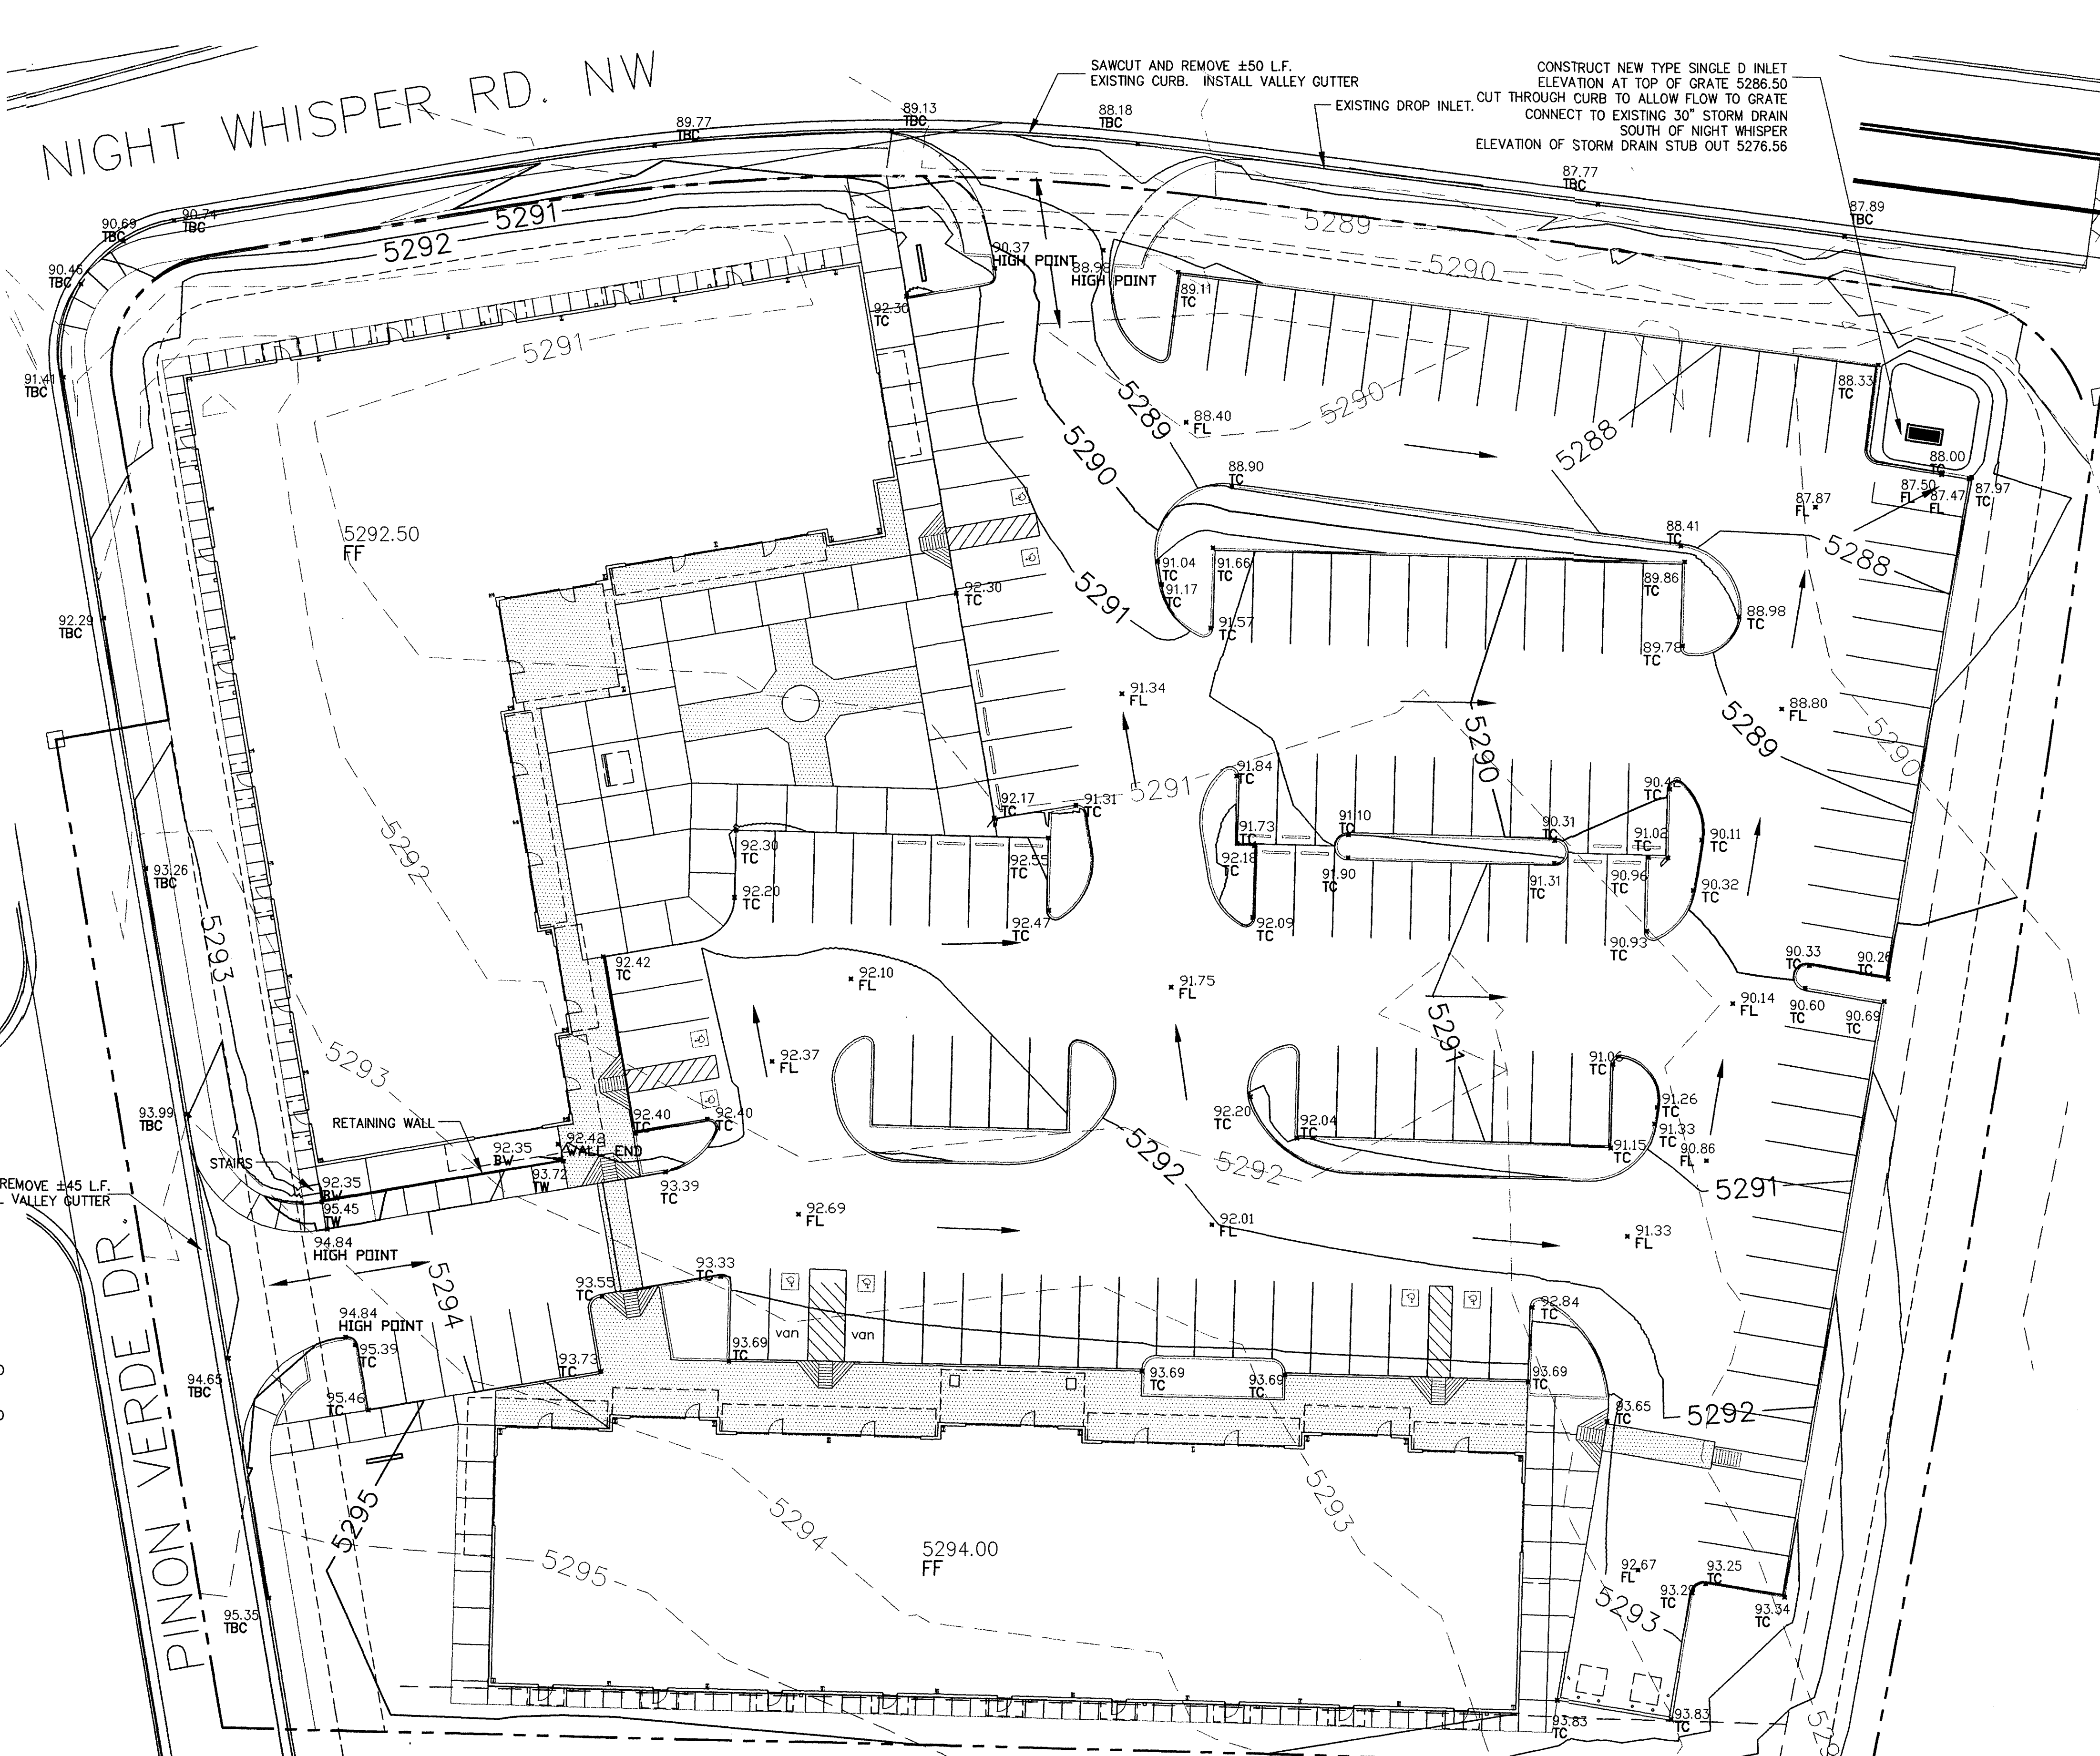 NIGHT WHISPER RD. NW
SAWCUT AND REMOVE ±50 L.F.
EXISTING CURB. INSTALL VALLEY GUTTER
EXISTING DROP INLET.
CONSTRUCT NEW TYPE SINGLE D INLET
ELEVATION AT TOP OF GRATE 5286.50
CUT THROUGH CURB TO ALLOW FLOW TO GRATE
CONNECT TO EXISTING 30" STORM DRAIN
SOUTH OF NIGHT WHISPER
ELEVATION OF STORM DRAIN STUB OUT 5276.56
89.13
TBC
88.18
TBC
89.77
TBC
87.77
TBC
87.89
TBC
90.74
TBC
90.69
TBC
90.46
TBC
91.41
TBC
5291
5292
5289
5290
90.37
HIGH POINT
88.98
HIGH POINT
89.11
TC
92.30
TC
5291
5290
88.33
TC
5289
5290
5288
88.40
FL
88.90
TC
88.00
TC
87.50
FL
87.47
FL
87.97
TC
87.87
FL
88.41
TC
5288
5292.50
FF
91.04
TC
91.17
TC
91.66
TC
91.57
TC
89.86
TC
89.78
TC
88.98
TC
5291
92.30
TC
92.29
TBC
91.34
FL
88.80
FL
5290
5289
5290
5291
92.17
TC
91.31
TC
91.84
TC
91.73
TC
92.18
TC
91.10
TC
91.90
TC
90.31
TC
91.31
TC
90.42
TC
91.02
TC
90.96
TC
90.11
TC
90.32
TC
90.93
TC
92.09
TC
92.30
TC
92.20
TC
92.55
TC
92.47
TC
5292
93.26
TBC
5293
92.42
TC
92.10
FL
91.75
FL
90.33
TC
90.26
TC
90.60
TC
90.69
TC
90.14
FL
5291
5293
92.37
FL
91.06
TC
91.26
TC
91.33
TC
91.15
TC
90.86
FL
92.20
TC
92.04
TC
93.99
TBC
RETAINING WALL
92.40
TC
92.40
TC
92.42
WALL END
92.35
BW
93.72
TW
93.39
TC
STAIRS
92.35
BW
95.45
TW
5292
5292
5291
REMOVE ±45 L.F.
VALLEY GUTTER
92.69
FL
92.01
FL
91.33
FL
94.84
HIGH POINT
5294
94.84
HIGH POINT
95.39
TC
95.46
TC
93.55
TC
93.33
TC
93.73
TC
93.69
TC
van
van
93.69
TC
93.69
TC
92.84
TC
93.69
TC
93.65
TC
5292
94.65
TBC
5295
5294
5293
5294.00
FF
5295
95.35
TBC
92.67
FL
93.29
TC
93.25
TC
93.34
TC
5293
93.83
TC
93.83
TC
PINON VERDE DR.